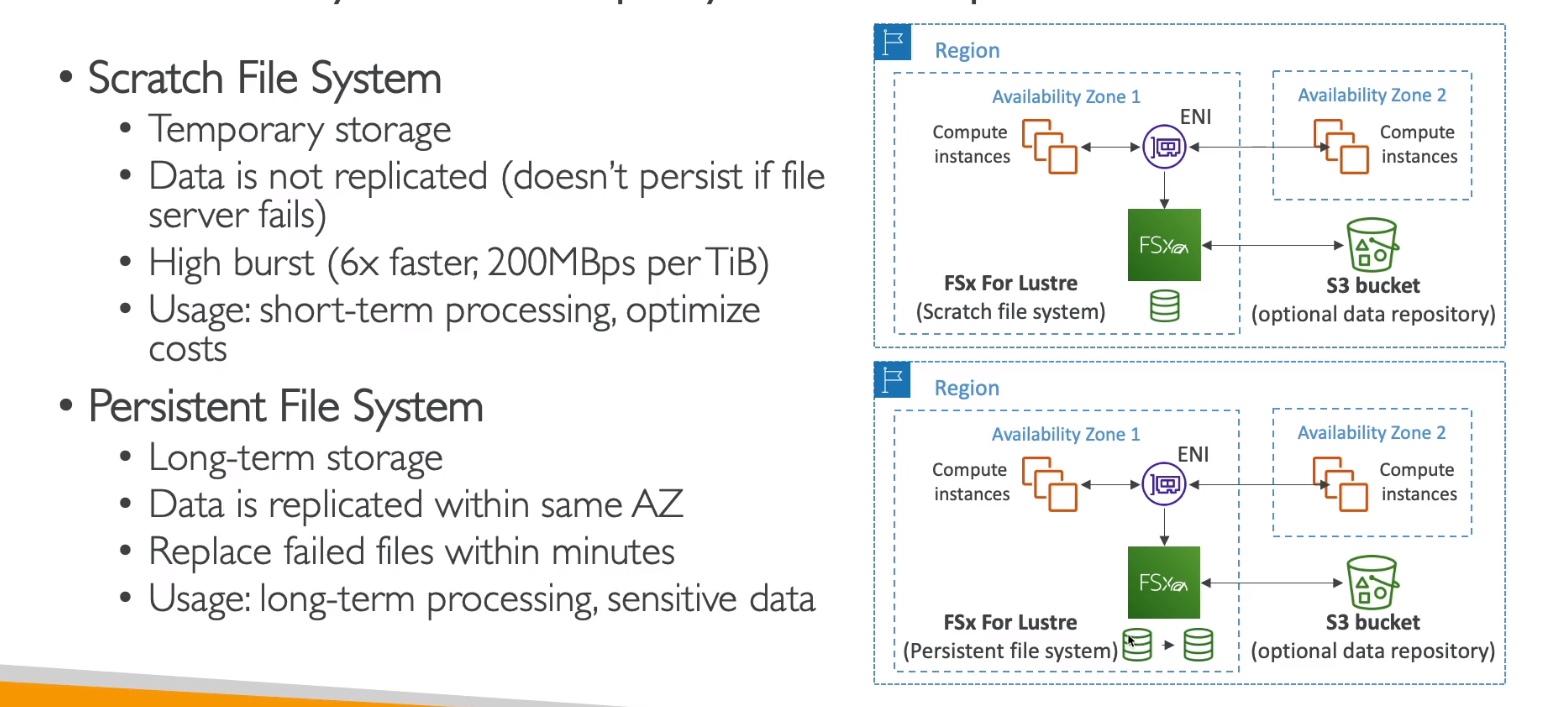 • Scratch File System
• Temporary storage
• Data is not replicated (doesn't persist if file
server fails)
• High burst (6x faster, 200MBps per TiB)
• Usage: short-term processing, optimize
costs
• Persistent File System
• Long-term storage
• Data is replicated within same AZ
• Replace failed files within minutes
• Usage: long-term processing, sensitive data
Region
Availability Zone 1
Availability Zone 2
ENI
Compute
instances
Compute
instances
FSx
FSx For Lustre
(Scratch file system)
S3 bucket
(optional data repository)
Region
Availability Zone 1
Availability Zone 2
ENI
Compute
instances
Compute
instances
FSx
FSx For Lustre
(Persistent file system)
S3 bucket
(optional data repository)